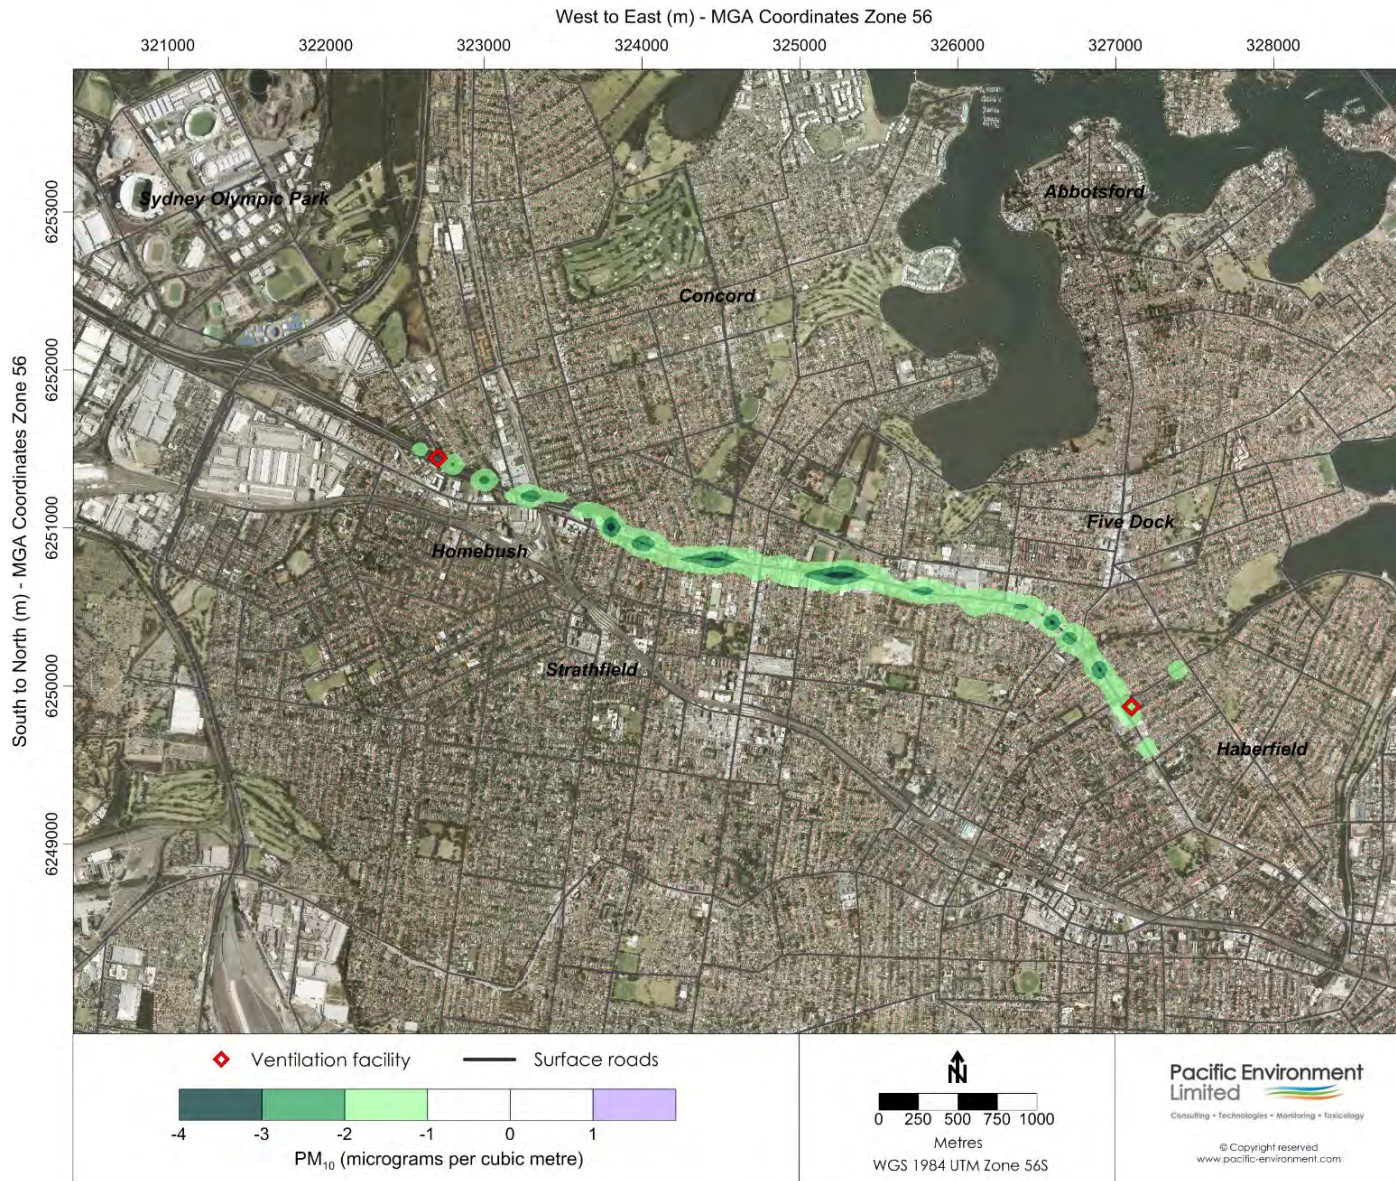 West to East (m) - MGA Coordinates Zone 56
321000 322000 323000 324000 325000 326000 327000 328000
South to North (m) - MGA Coordinates Zone 56
6253000
6252000
6251000
6250000
6249000
Sydney Olympic Park
Abbotsford
Concord
Five Dock
Homebush
Strathfield
Haberfield
Ventilation facility
Surface roads
-4 -3 -2 -1 0 1
PM10 (micrograms per cubic metre)
N
0 250 500 750 1000
Metres
WGS 1984 UTM Zone 56S
Pacific Environment
Limited
Consulting • Technologies • Monitoring • Toxicology
© Copyright reserved
www.pacific-environment.com